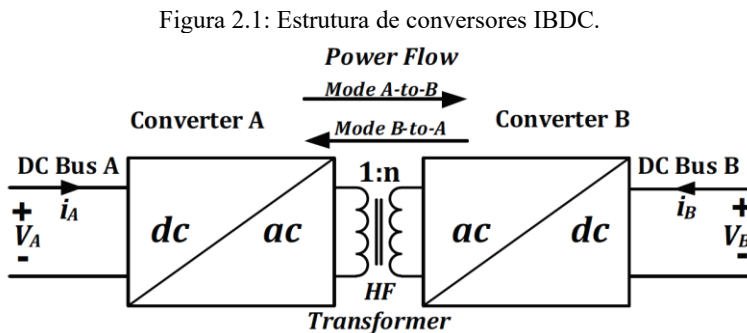 Figura 2.1: Estrutura de conversores IBDC.
Power Flow
Mode A-to-B
Converter A
Mode B-to-A
Converter B
DC Bus A
1:n
DC Bus B
+
i_A
V_A
-
dc
ac
ac
dc
i_B
+
V_B
-
HF
Transformer